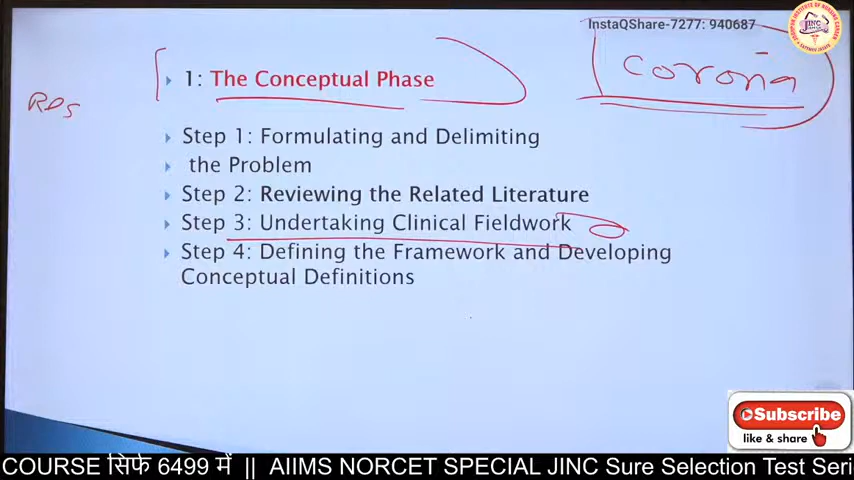 InstaQShare-7277: 940687
JINC
corona
1: The Conceptual Phase
Res
Step 1: Formulating and Delimiting
the Problem
Step 2: Reviewing the Related Literature
Step 3: Undertaking Clinical Fieldwork
Step 4: Defining the Framework and Developing
Conceptual Definitions
Subscribe
like & share
COURSE सिर्फ 6499 में || AIIMS NORCET SPECIAL JINC Sure Selection Test Seri